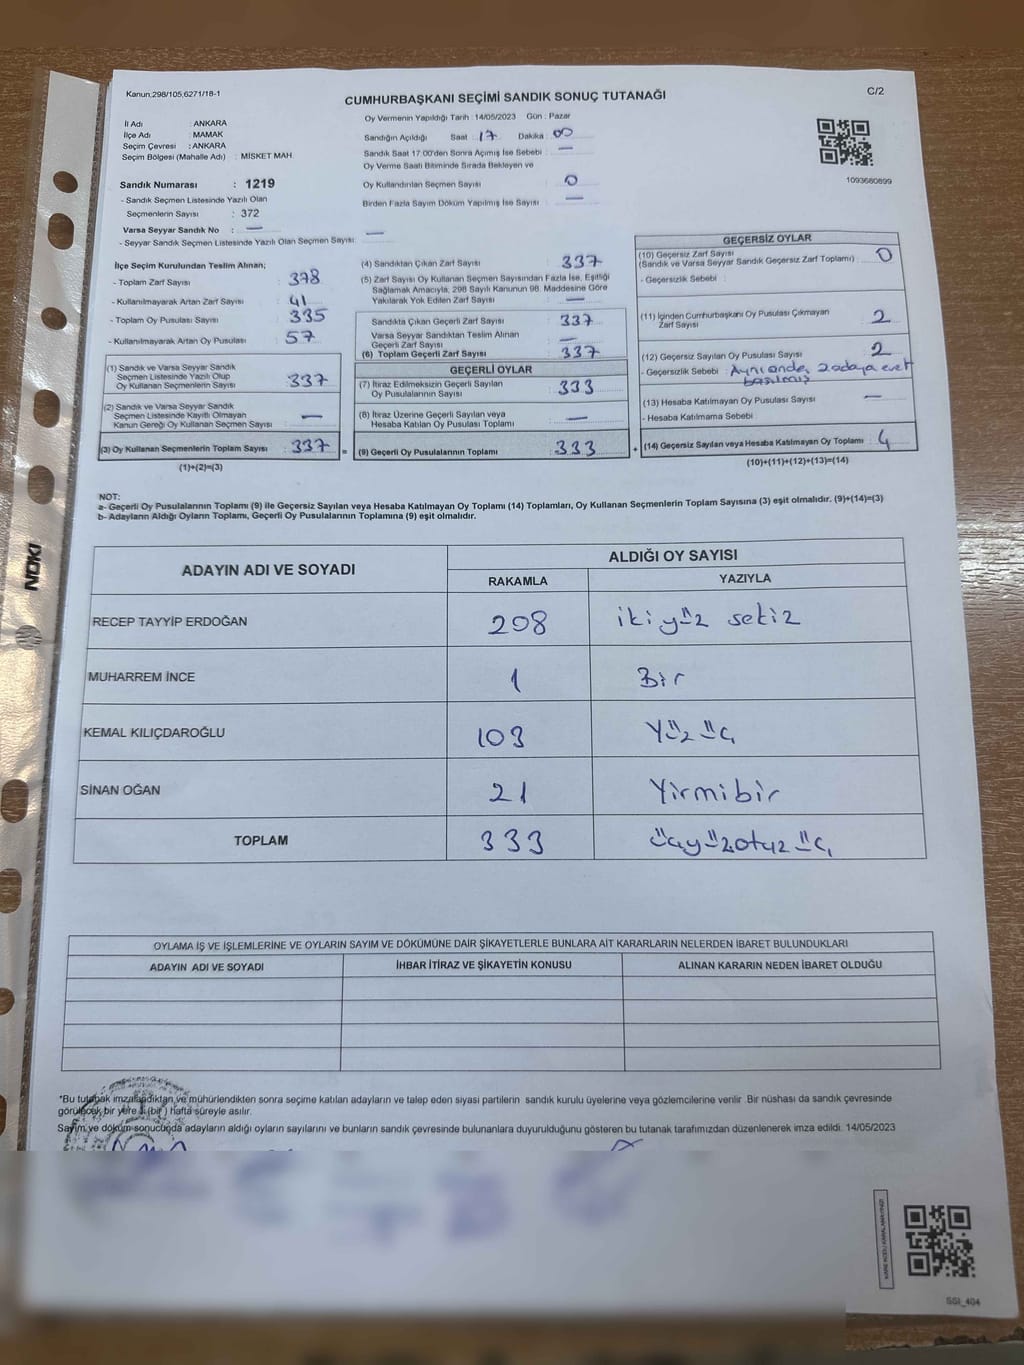 Kanun;298/105,6271/18-1
CUMHURBAŞKANI SEÇİMİ SANDIK SONUÇ TUTANAĞI
C/2
İl Adı : ANKARA
İlçe Adı : MAMAK
Seçim Çevresi : ANKARA
Seçim Bölgesi (Mahalle Adı) : MİSKET MAH
Sandık Numarası : 1219
- Sandık Seçmen Listesinde Yazılı Olan
Seçmenlerin Sayısı : 372
Varsa Seyyar Sandık No : —
- Seyyar Sandık Seçmen Listesinde Yazılı Olan Seçmen Sayısı: —
Oy Vermenin Yapıldığı Tarih : 14/05/2023 Gün : Pazar
Sandığın Açıldığı Saat : 17 Dakika : 00
Sandık Saat 17.00'den Sonra Açımış İse Sebebi : —
Oy Verme Saati Bitiminde Sırada Bekleyen ve
Oy Kullandırılan Seçmen Sayısı : 0
Birden Fazla Sayım Döküm Yapılmış İse Sayısı : —
1093680899
İlçe Seçim Kurulundan Teslim Alınan;
- Toplam Zarf Sayısı : 378
- Kullanılmayarak Artan Zarf Sayısı : 41
- Toplam Oy Pusulası Sayısı : 335
- Kullanılmayarak Artan Oy Pusulası : 57
(1) Sandık ve Varsa Seyyar Sandık
Seçmen Listesinde Yazılı Olup
Oy Kullanan Seçmenlerin Sayısı : 337
(2) Sandık ve Varsa Seyyar Sandık
Seçmen Listesinde Kayıtlı Olmayan
Kanun Gereği Oy Kullanan Seçmen Sayısı : —
(3) Oy Kullanan Seçmenlerin Toplam Sayısı : 337
(1)+(2)=(3)
(4) Sandıktan Çıkan Zarf Sayısı : 337
(5) Zarf Sayısı Oy Kullanan Seçmen Sayısından Fazla İse, Eşitliği
Sağlamak Amacıyla, 298 Sayılı Kanunun 98. Maddesine Göre
Yakılarak Yok Edilen Zarf Sayısı : —
Sandıkta Çıkan Geçerli Zarf Sayısı : 337
Varsa Seyyar Sandıktan Teslim Alınan
Geçerli Zarf Sayısı : —
(6) Toplam Geçerli Zarf Sayısı : 337
GEÇERLİ OYLAR
(7) İtiraz Edilmeksizin Geçerli Sayılan
Oy Pusulasının Sayısı : 333
(8) İtiraz Üzerine Geçerli Sayılan veya
Hesaba Katılan Oy Pusulası Toplamı : —
= (9) Geçerli Oy Pusulalarının Toplamı : 333
GEÇERSİZ OYLAR
(10) Geçersiz Zarf Sayısı
(Sandık ve Varsa Seyyar Sandık Geçersiz Zarf Toplamı) : 0
- Geçersizlik Sebebi :
(11) İçinden Cumhurbaşkanı Oy Pusulası Çıkmayan
Zarf Sayısı : 2
(12) Geçersiz Sayılan Oy Pusulası Sayısı : 2
- Geçersizlik Sebebi : Aynı anda, 2 adaya evet
basılmış
(13) Hesaba Katılmayan Oy Pusulası Sayısı : —
- Hesaba Katılmama Sebebi :
+ (14) Geçersiz Sayılan veya Hesaba Katılmayan Oy Toplamı : 4
(10)+(11)+(12)+(13)=(14)
NOT:
a- Geçerli Oy Pusulalarının Toplamı (9) ile Geçersiz Sayılan veya Hesaba Katılmayan Oy Toplamı (14) Toplamları, Oy Kullanan Seçmenlerin Toplam Sayısına (3) eşit olmalıdır. (9)+(14)=(3)
b- Adayların Aldığı Oyların Toplamı, Geçerli Oy Pusulalarının Toplamına (9) eşit olmalıdır.
ADAYIN ADI VE SOYADI ALDIĞI OY SAYISI
RAKAMLA YAZIYLA
RECEP TAYYİP ERDOĞAN 208 ikiyüz sekiz
MUHARREM İNCE 1 Bir
KEMAL KILIÇDAROĞLU 103 Yüz üç
SİNAN OĞAN 21 Yirmibir
TOPLAM 333 üçyüzotuz üç
OYLAMA İŞ VE İŞLEMLERİNE VE OYLARIN SAYIM VE DÖKÜMÜNE DAİR ŞİKAYETLERLE BUNLARA AİT KARARLARIN NELERDEN İBARET BULUNDUKLARI
ADAYIN ADI VE SOYADI İHBAR İTİRAZ VE ŞİKAYETİN KONUSU ALINAN KARARIN NEDEN İBARET OLDUĞU
*Bu tutanak imzalandıktan ve mühürlendikten sonra seçime katılan adayların ve talep eden siyasi partilerin sandık kurulu üyelerine veya gözlemcilerine verilir. Bir nüshası da sandık çevresinde
görülecek bir yere 1 (bir) hafta süreyle asılır.
Sayım ve döküm sonucunda adayların aldığı oyların sayılarını ve bunların sandık çevresinde bulunanlara duyurulduğunu gösteren bu tutanak tarafımızdan düzenlenerek imza edildi. 14/05/2023
NOKI
SSI_404